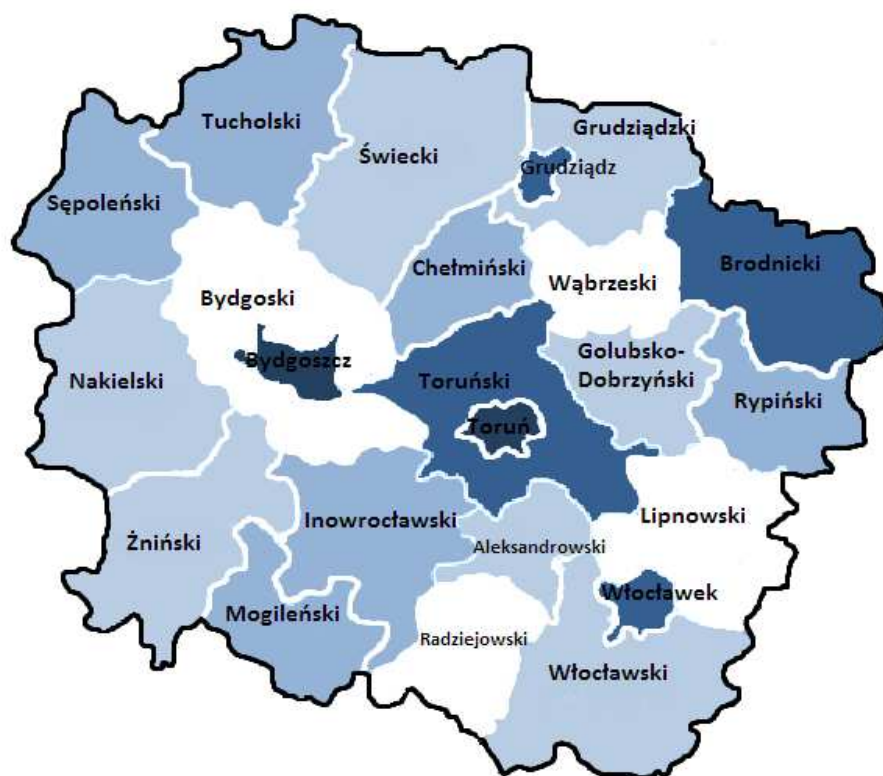 Tucholski
Grudziądzki
Świecki
Grudziądz
Sępoleński
Brodnicki
Chełmiński
Wąbrzeski
Bydgoski
Bydgoszcz
Golubsko-
Dobrzyński
Nakielski
Toruński
Rypiński
Toruń
Lipnowski
Inowrocławski
Żniński
Aleksandrowski
Włocławek
Mogileński
Radziejowski
Włocławski